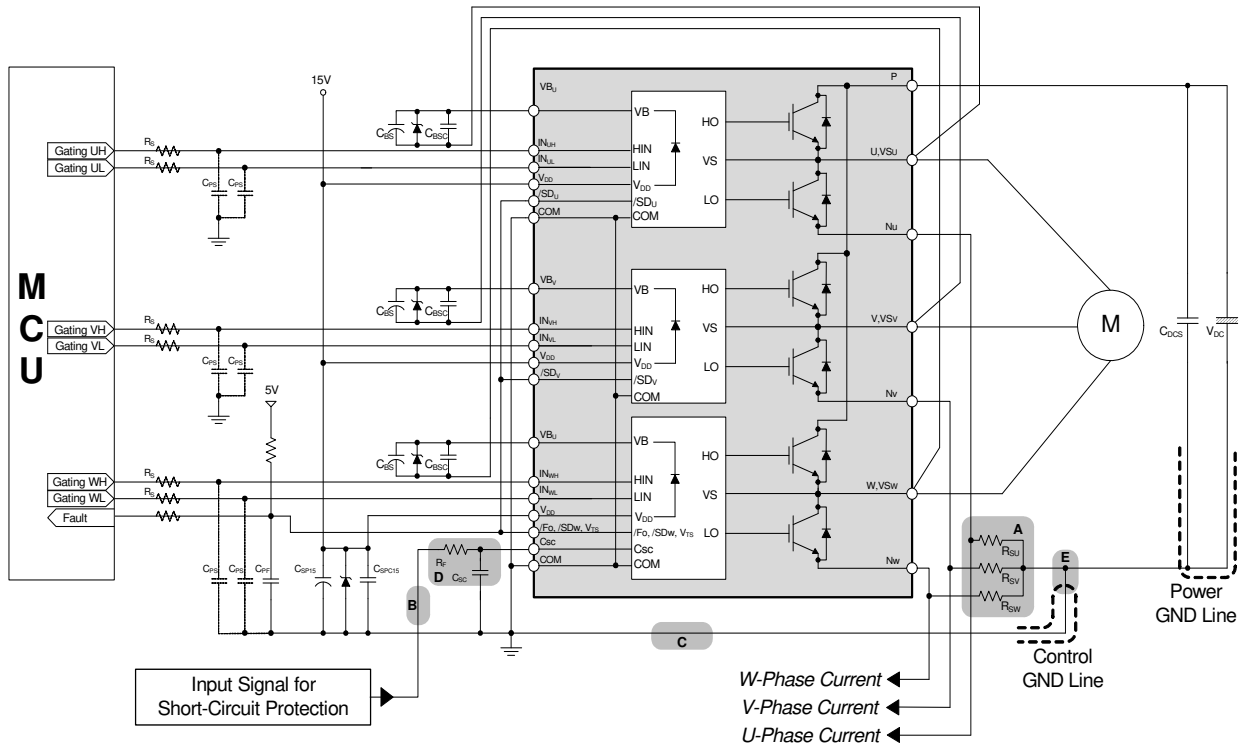 MCU
Gating UH
Gating UL
Gating VH
Gating VL
Gating WH
Gating WL
Fault
RS
RS
RS
RS
RS
RS
CPS
CPS
CPS
CPS
CPS
CPS
CPF
5V
15V
CSP15
CSPC15
CBS
CBSC
CBS
CBSC
CBS
CBSC
RF
D
CSC
B
C
VBU
INUH
INUL
VDD
/SDU
COM
VB
HIN
LIN
VDD
/SDU
COM
HO
VS
LO
VBV
INVH
INVL
VDD
/SDV
VB
HIN
LIN
VDD
/SDV
COM
HO
VS
LO
VBU
INWH
INWL
VDD
/Fo, /SDw, VTS
Csc
COM
VB
HIN
LIN
VDD
/Fo, /SDw, VTS
Csc
COM
HO
VS
LO
P
U,VSU
Nu
V,VSV
Nv
W,VSW
Nw
M
CDCS
VDC
A
RSU
RSV
RSW
E
Power
GND Line
Control
GND Line
Input Signal for
Short-Circuit Protection
W-Phase Current
V-Phase Current
U-Phase Current